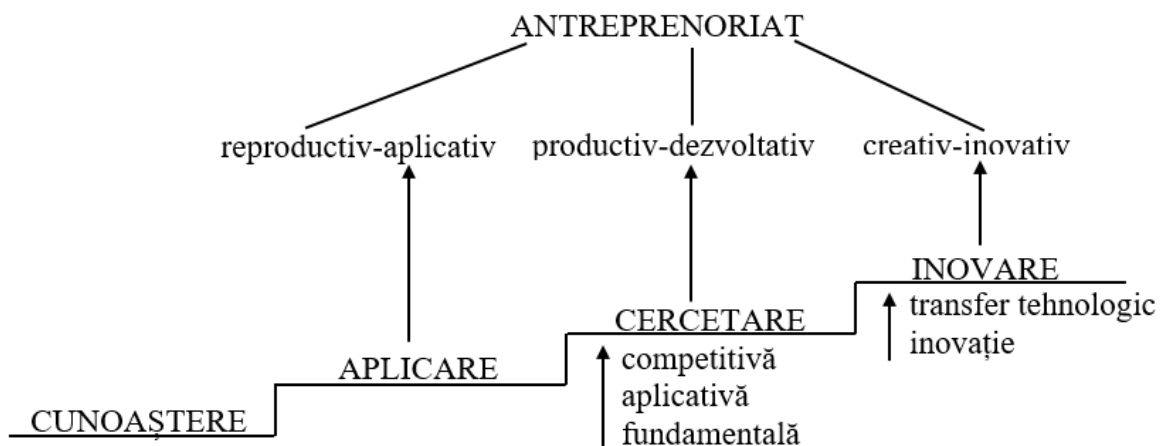 ANTREPRENORIAT
reproductiv-aplicativ productiv-dezvoltativ creativ-inovativ
INOVARE
transfer tehnologic
inovație
CERCETARE
competitivă
aplicativă
fundamentală
APLICARE
CUNOAȘTERE